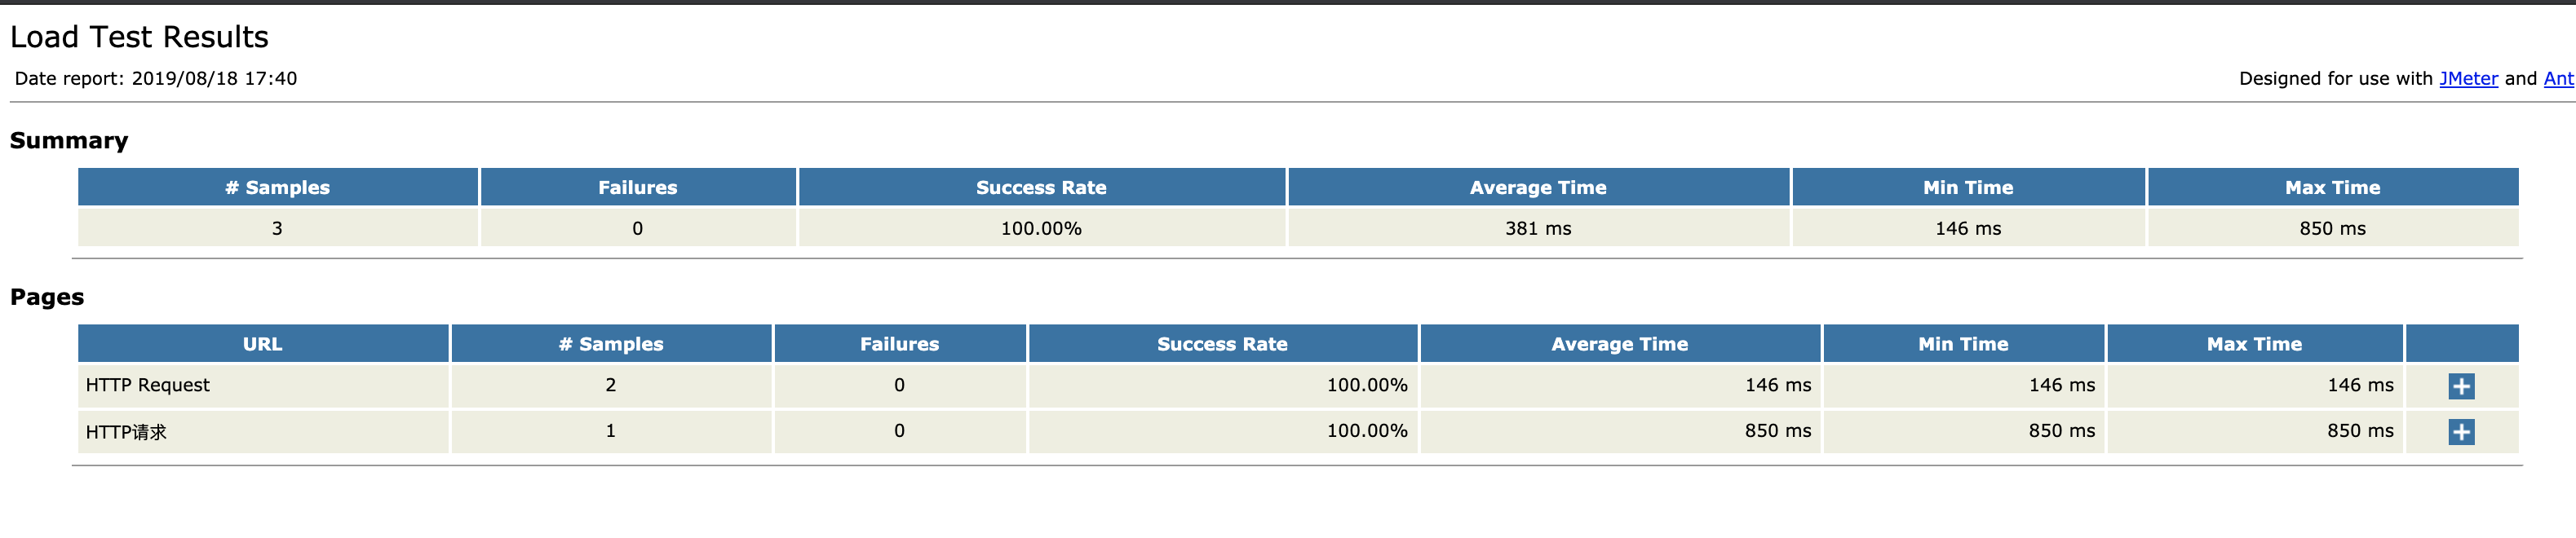 Load Test Results
Date report: 2019/08/18 17:40
Designed for use with JMeter and Ant
Summary
# Samples Failures Success Rate Average Time Min Time Max Time
3 0 100.00% 381 ms 146 ms 850 ms
Pages
URL # Samples Failures Success Rate Average Time Min Time Max Time
HTTP Request 2 0 100.00% 146 ms 146 ms 146 ms
HTTP请求 1 0 100.00% 850 ms 850 ms 850 ms